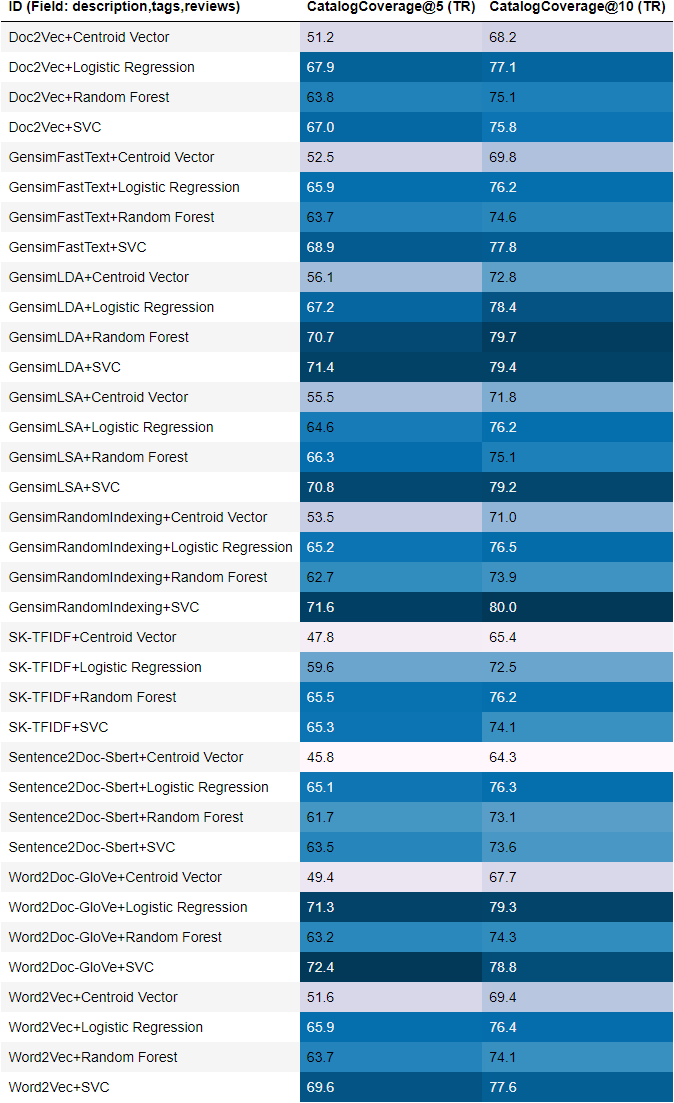 ID (Field: description,tags,reviews) CatalogCoverage@5 (TR) CatalogCoverage@10 (TR)
Doc2Vec+Centroid Vector 51.2 68.2
Doc2Vec+Logistic Regression 67.9 77.1
Doc2Vec+Random Forest 63.8 75.1
Doc2Vec+SVC 67.0 75.8
GensimFastText+Centroid Vector 52.5 69.8
GensimFastText+Logistic Regression 65.9 76.2
GensimFastText+Random Forest 63.7 74.6
GensimFastText+SVC 68.9 77.8
GensimLDA+Centroid Vector 56.1 72.8
GensimLDA+Logistic Regression 67.2 78.4
GensimLDA+Random Forest 70.7 79.7
GensimLDA+SVC 71.4 79.4
GensimLSA+Centroid Vector 55.5 71.8
GensimLSA+Logistic Regression 64.6 76.2
GensimLSA+Random Forest 66.3 75.1
GensimLSA+SVC 70.8 79.2
GensimRandomIndexing+Centroid Vector 53.5 71.0
GensimRandomIndexing+Logistic Regression 65.2 76.5
GensimRandomIndexing+Random Forest 62.7 73.9
GensimRandomIndexing+SVC 71.6 80.0
SK-TFIDF+Centroid Vector 47.8 65.4
SK-TFIDF+Logistic Regression 59.6 72.5
SK-TFIDF+Random Forest 65.5 76.2
SK-TFIDF+SVC 65.3 74.1
Sentence2Doc-Sbert+Centroid Vector 45.8 64.3
Sentence2Doc-Sbert+Logistic Regression 65.1 76.3
Sentence2Doc-Sbert+Random Forest 61.7 73.1
Sentence2Doc-Sbert+SVC 63.5 73.6
Word2Doc-GloVe+Centroid Vector 49.4 67.7
Word2Doc-GloVe+Logistic Regression 71.3 79.3
Word2Doc-GloVe+Random Forest 63.2 74.3
Word2Doc-GloVe+SVC 72.4 78.8
Word2Vec+Centroid Vector 51.6 69.4
Word2Vec+Logistic Regression 65.9 76.4
Word2Vec+Random Forest 63.7 74.1
Word2Vec+SVC 69.6 77.6